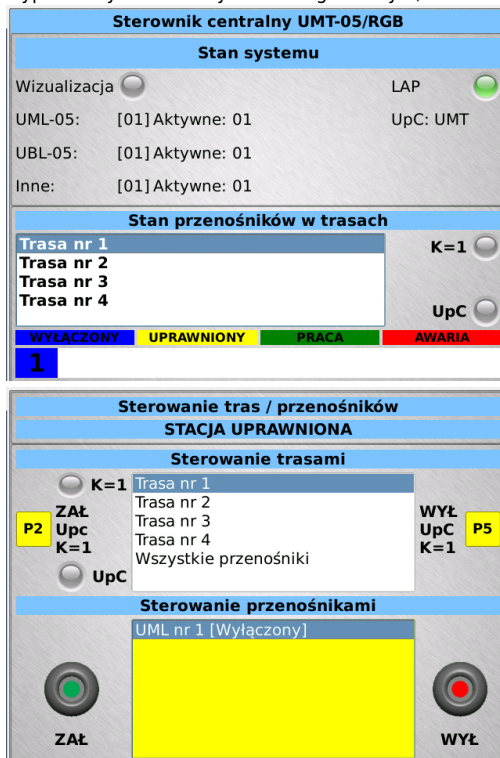 Sterownik centralny UMT-05/RGB
Stan systemu
Wizualizacja LAP
UML-05: [01] Aktywne: 01 UpC: UMT
UBL-05: [01] Aktywne: 01
Inne: [01] Aktywne: 01
Stan przenośników w trasach
Trasa nr 1
Trasa nr 2
Trasa nr 3
Trasa nr 4
K=1
UpC
WYŁĄCZONY UPRAWNIONY PRACA AWARIA
1
Sterowanie tras / przenośników
STACJA UPRAWNIONA
Sterowanie trasami
K=1
P2
ZAŁ
Upc
K=1
UpC
Trasa nr 1
Trasa nr 2
Trasa nr 3
Trasa nr 4
Wszystkie przenośniki
WYŁ
UpC
K=1
P5
Sterowanie przenośnikami
UML nr 1 [Wyłączony]
ZAŁ WYŁ